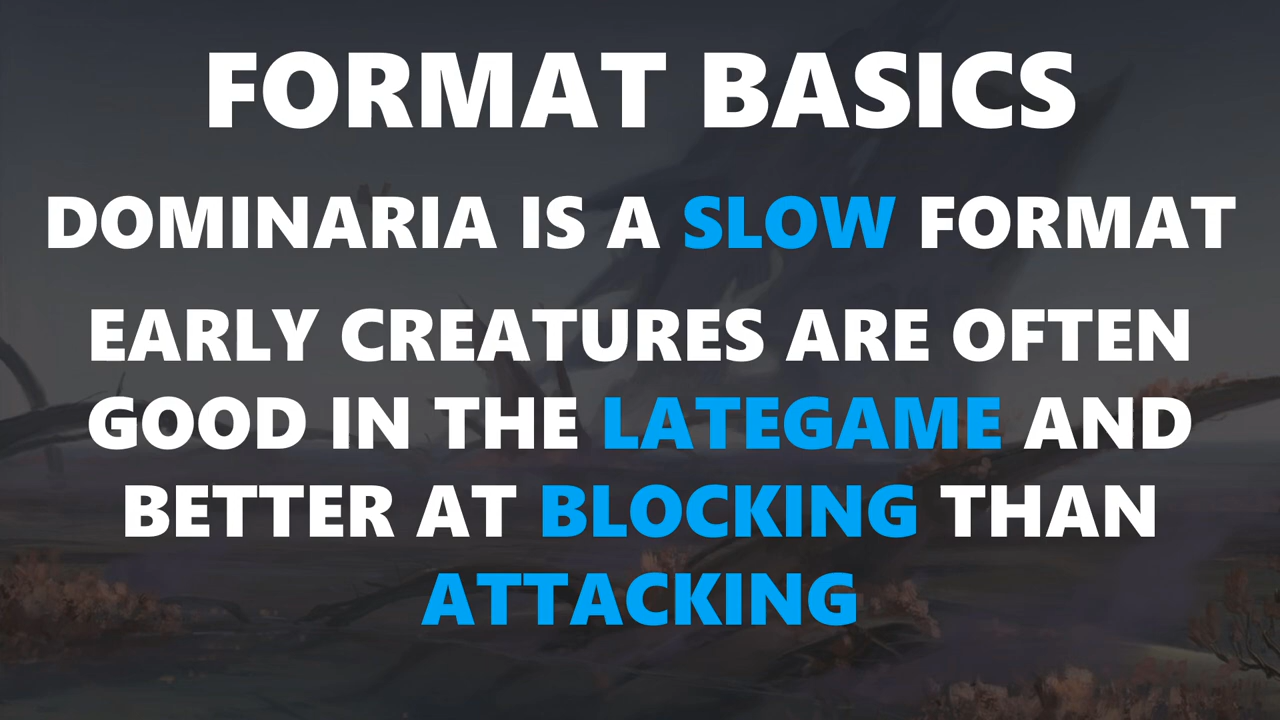 FORMAT BASICS
DOMINARIA IS A SLOW FORMAT
EARLY CREATURES ARE OFTEN
GOOD IN THE LATEGAME AND
BETTER AT BLOCKING THAN
ATTACKING